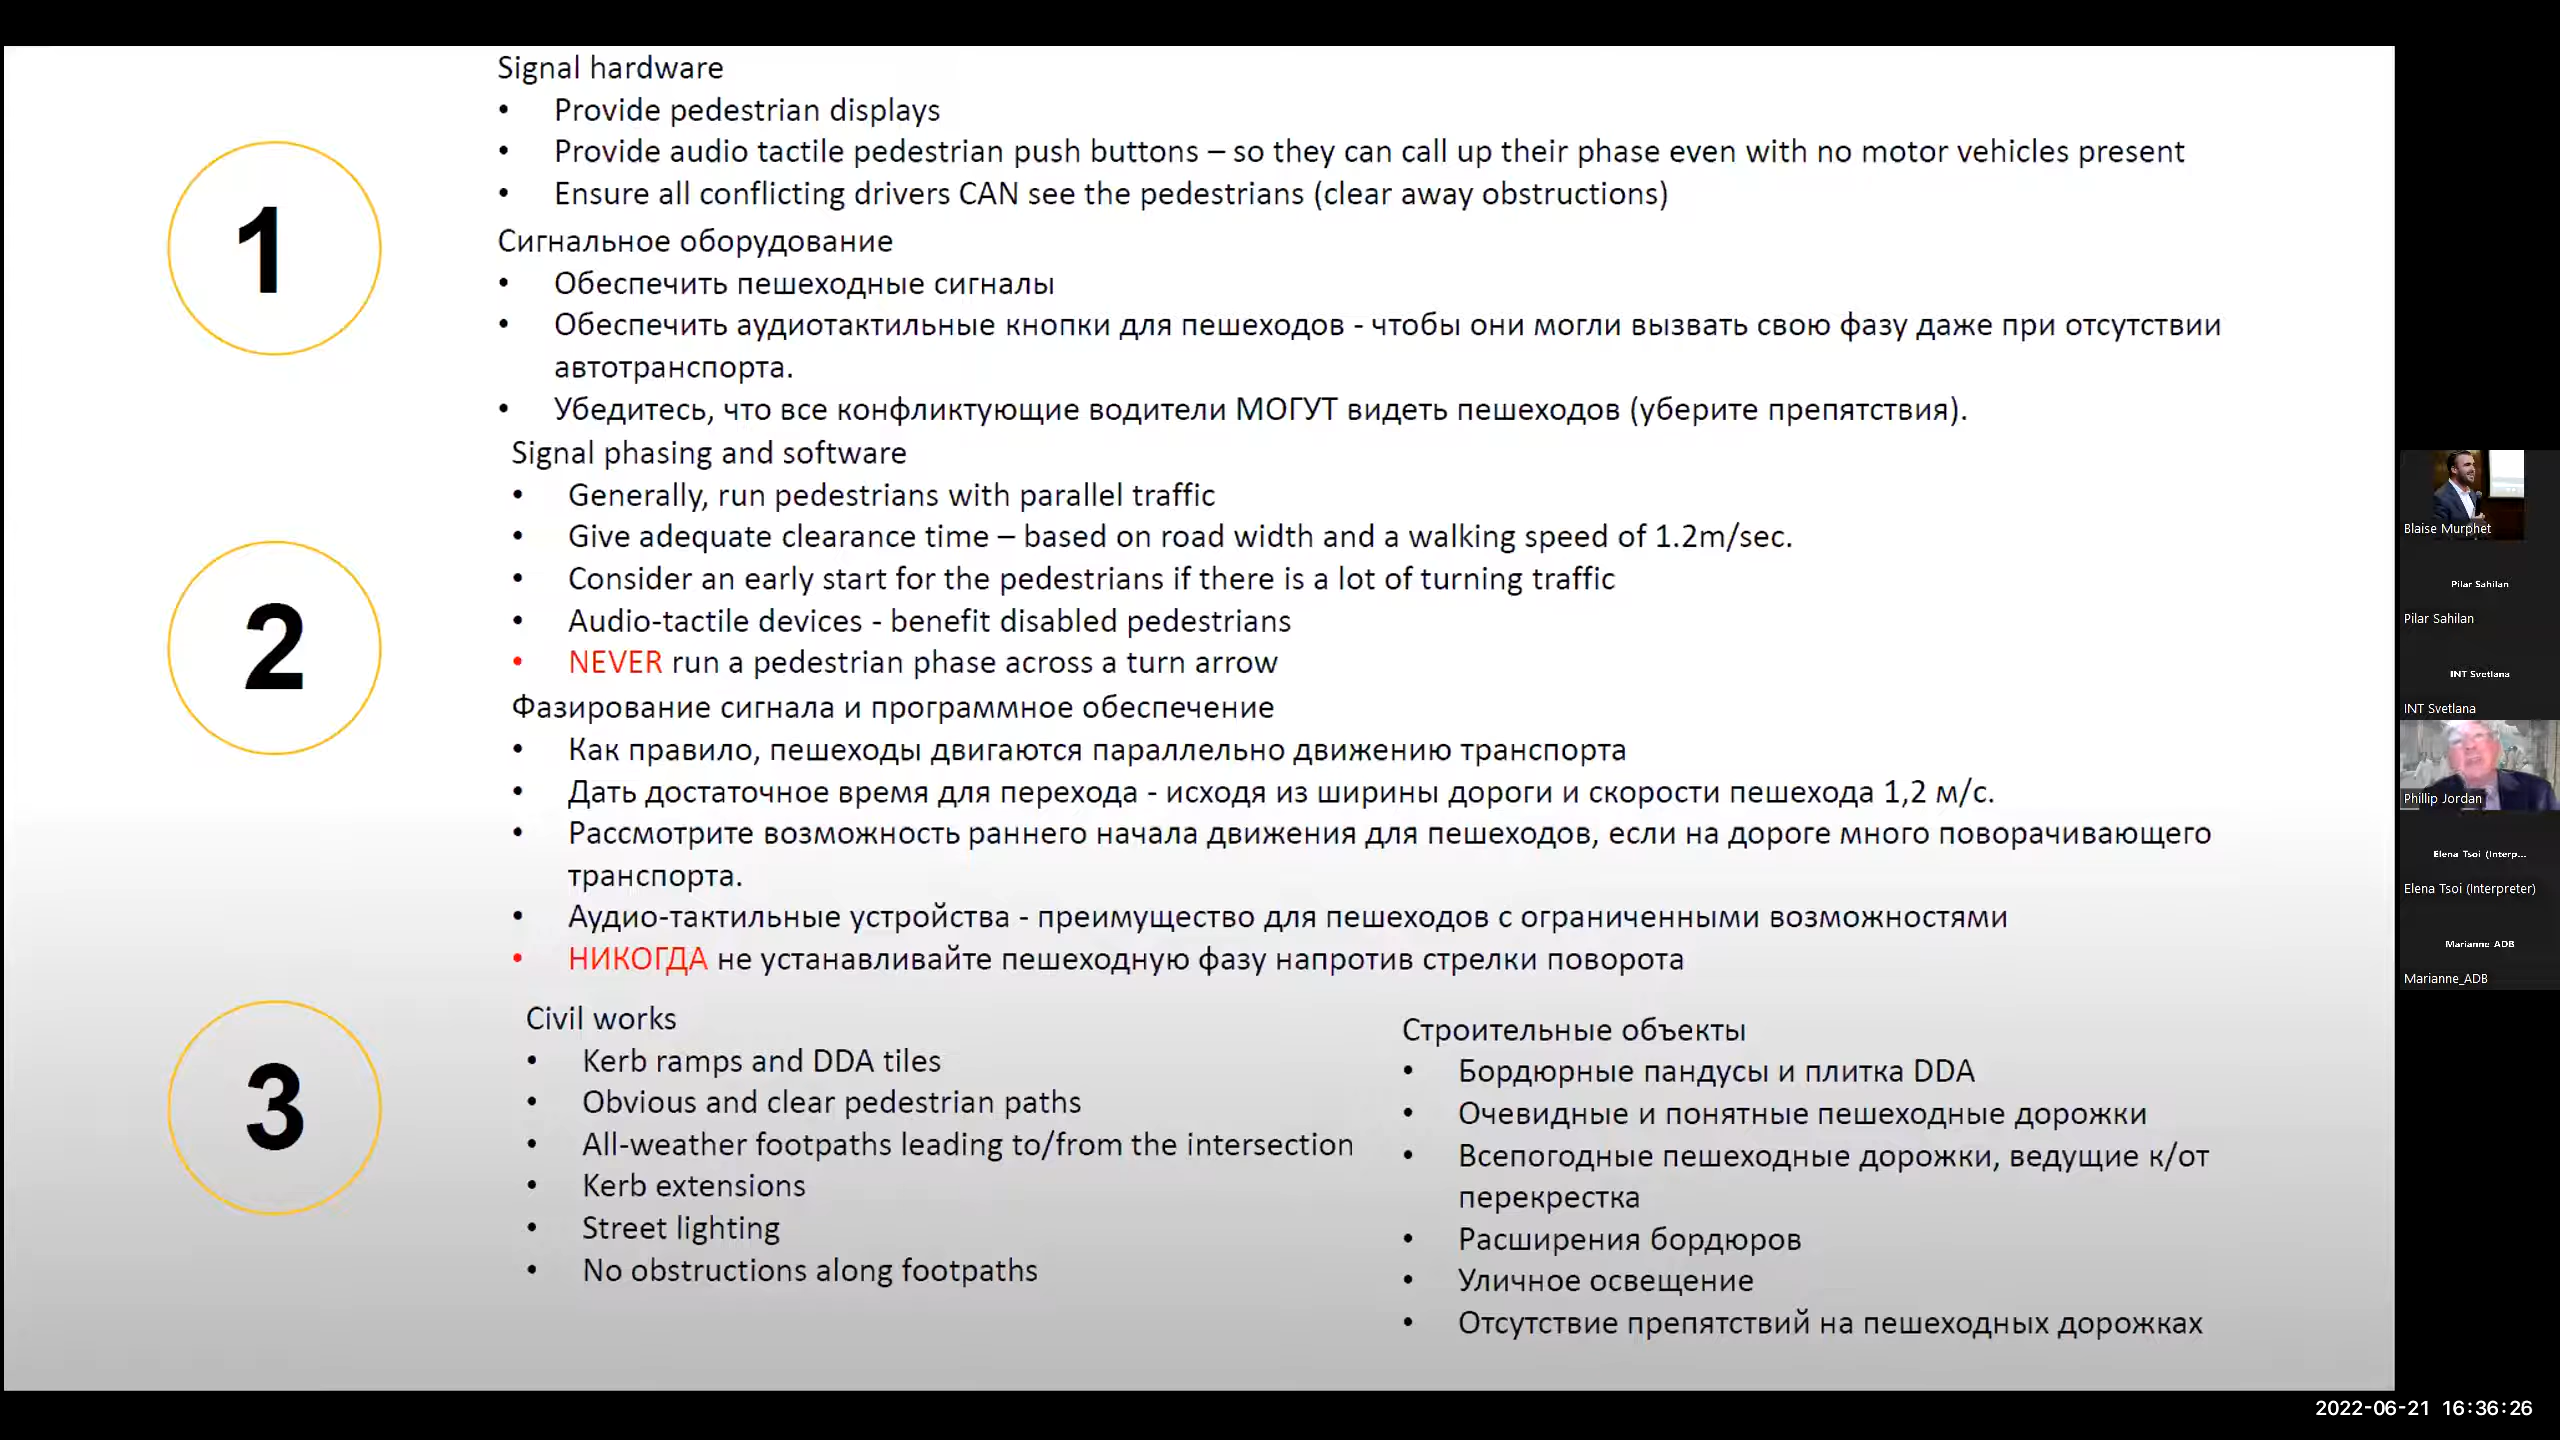 1
Signal hardware
• Provide pedestrian displays
• Provide audio tactile pedestrian push buttons – so they can call up their phase even with no motor vehicles present
• Ensure all conflicting drivers CAN see the pedestrians (clear away obstructions)
Сигнальное оборудование
• Обеспечить пешеходные сигналы
• Обеспечить аудиотактильные кнопки для пешеходов - чтобы они могли вызвать свою фазу даже при отсутствии
автотранспорта.
• Убедитесь, что все конфликтующие водители МОГУТ видеть пешеходов (уберите препятствия).
2
Signal phasing and software
• Generally, run pedestrians with parallel traffic
• Give adequate clearance time – based on road width and a walking speed of 1.2m/sec.
• Consider an early start for the pedestrians if there is a lot of turning traffic
• Audio-tactile devices - benefit disabled pedestrians
• NEVER run a pedestrian phase across a turn arrow
Фазирование сигнала и программное обеспечение
• Как правило, пешеходы двигаются параллельно движению транспорта
• Дать достаточное время для перехода - исходя из ширины дороги и скорости пешехода 1,2 м/с.
• Рассмотрите возможность раннего начала движения для пешеходов, если на дороге много поворачивающего
транспорта.
• Аудио-тактильные устройства - преимущество для пешеходов с ограниченными возможностями
• НИКОГДА не устанавливайте пешеходную фазу напротив стрелки поворота
3
Civil works
• Kerb ramps and DDA tiles
• Obvious and clear pedestrian paths
• All-weather footpaths leading to/from the intersection
• Kerb extensions
• Street lighting
• No obstructions along footpaths
Строительные объекты
• Бордюрные пандусы и плитка DDA
• Очевидные и понятные пешеходные дорожки
• Всепогодные пешеходные дорожки, ведущие к/от
перекрестка
• Расширения бордюров
• Уличное освещение
• Отсутствие препятствий на пешеходных дорожках
Blaise Murphet
Pilar Sahilan
Pilar Sahilan
INT Svetlana
INT Svetlana
Phillip Jordan
Elena Tsoi (Interp...
Elena Tsoi (Interpreter)
Marianne_ADB
Marianne_ADB
2022-06-21 16:36:26